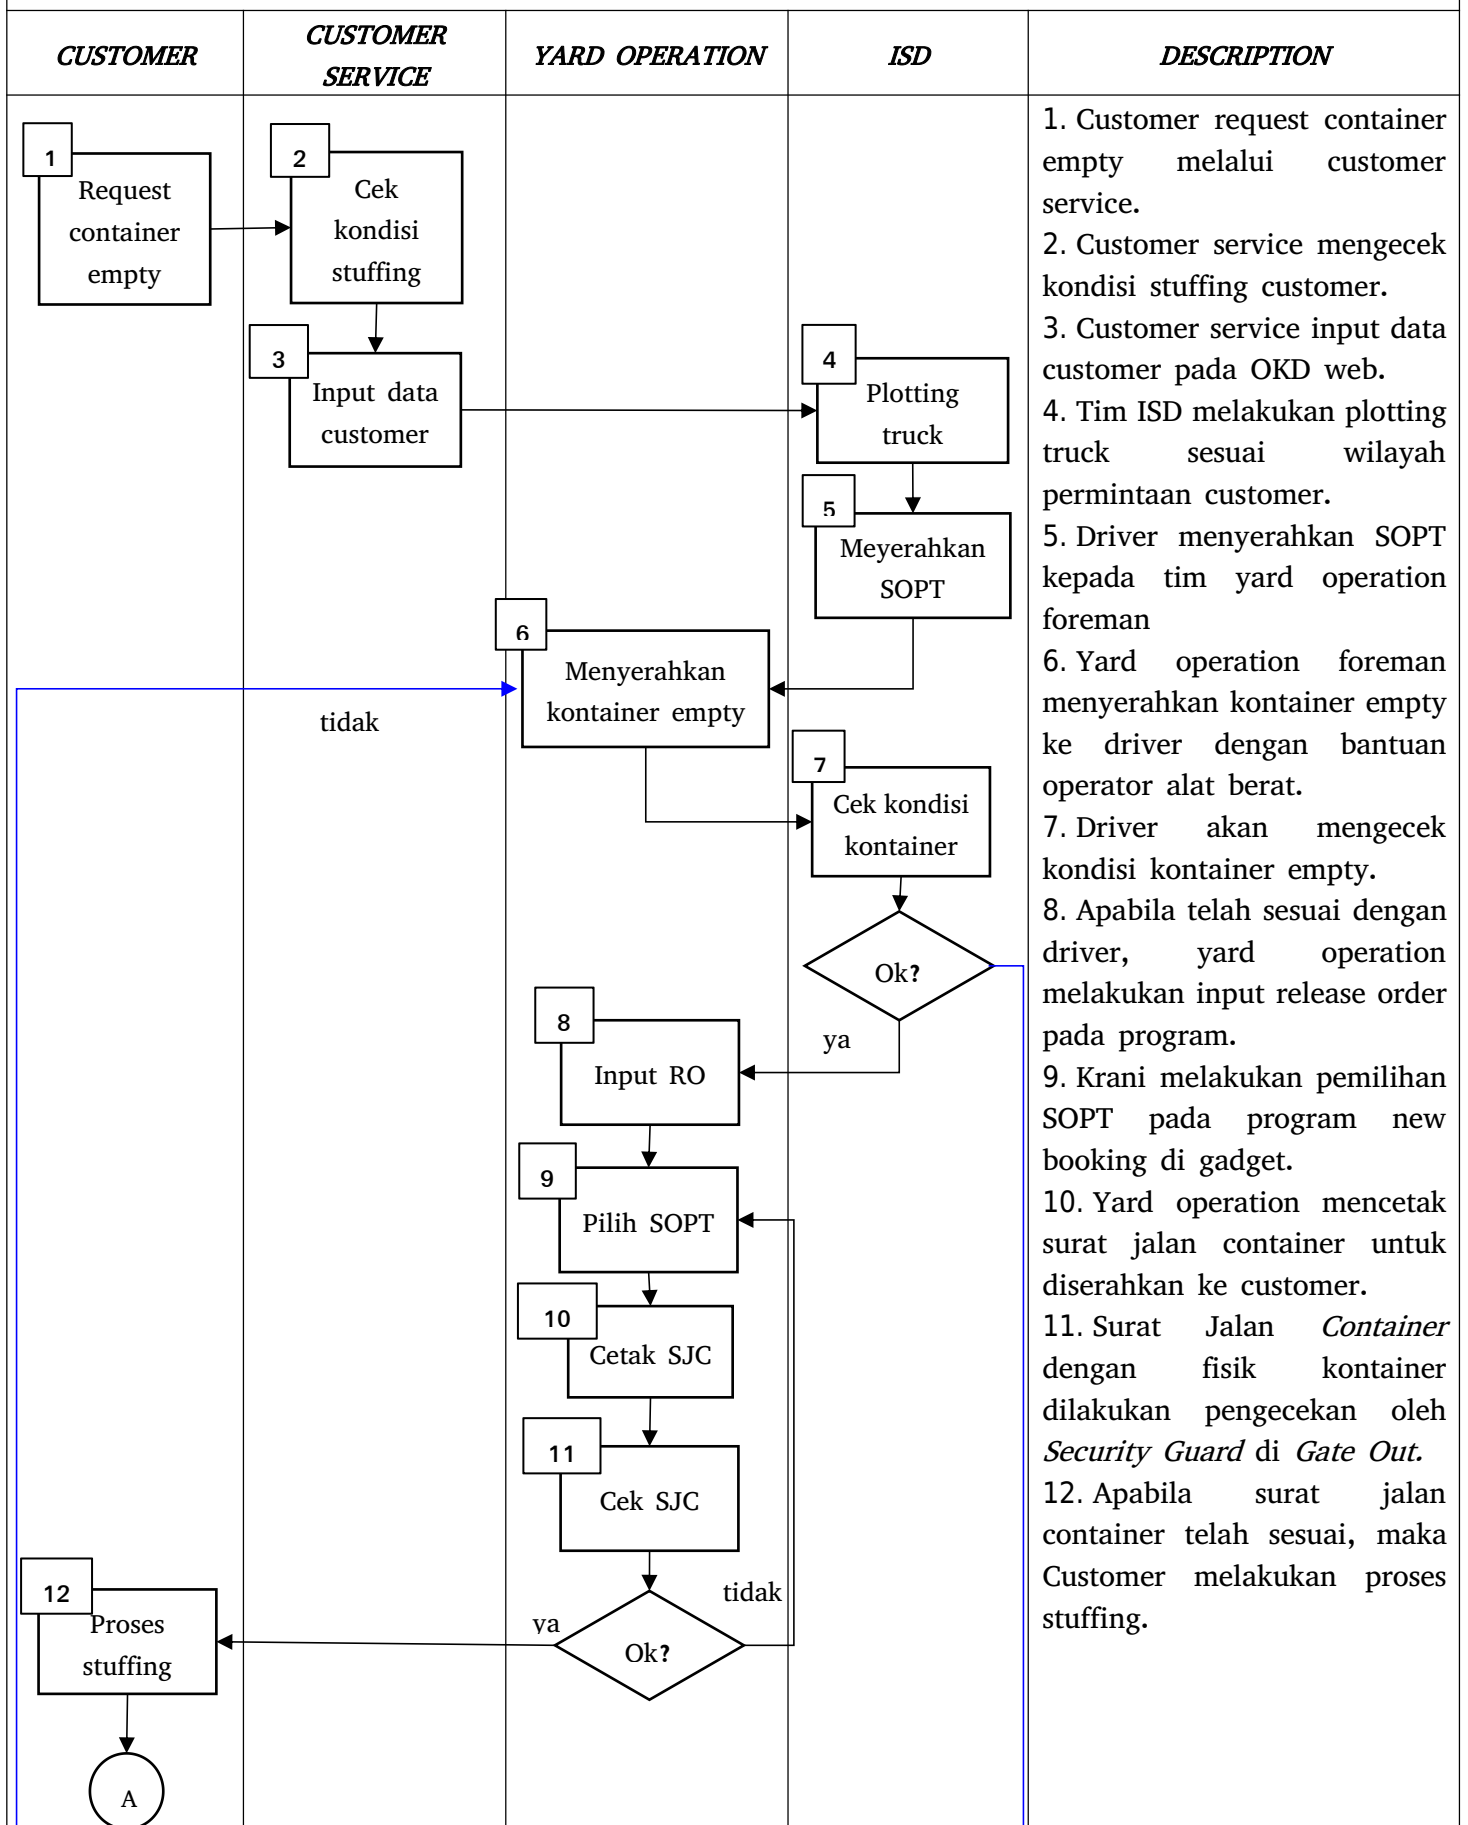 CUSTOMER
CUSTOMER
SERVICE
YARD OPERATION
ISD
DESCRIPTION
1
Request
container
empty
2
Cek
kondisi
stuffing
3
Input data
customer
4
Plotting
truck
5
Meyerahkan
SOPT
6
Menyerahkan
kontainer empty
tidak
7
Cek kondisi
kontainer
Ok?
ya
8
Input RO
9
Pilih SOPT
10
Cetak SJC
11
Cek SJC
tidak
ya
Ok?
12
Proses
stuffing
A
1. Customer request container
empty melalui customer
service.
2. Customer service mengecek
kondisi stuffing customer.
3. Customer service input data
customer pada OKD web.
4. Tim ISD melakukan plotting
truck sesuai wilayah
permintaan customer.
5. Driver menyerahkan SOPT
kepada tim yard operation
foreman
6. Yard operation foreman
menyerahkan kontainer empty
ke driver dengan bantuan
operator alat berat.
7. Driver akan mengecek
kondisi kontainer empty.
8. Apabila telah sesuai dengan
driver, yard operation
melakukan input release order
pada program.
9. Krani melakukan pemilihan
SOPT pada program new
booking di gadget.
10. Yard operation mencetak
surat jalan container untuk
diserahkan ke customer.
11. Surat Jalan Container
dengan fisik kontainer
dilakukan pengecekan oleh
Security Guard di Gate Out.
12. Apabila surat jalan
container telah sesuai, maka
Customer melakukan proses
stuffing.